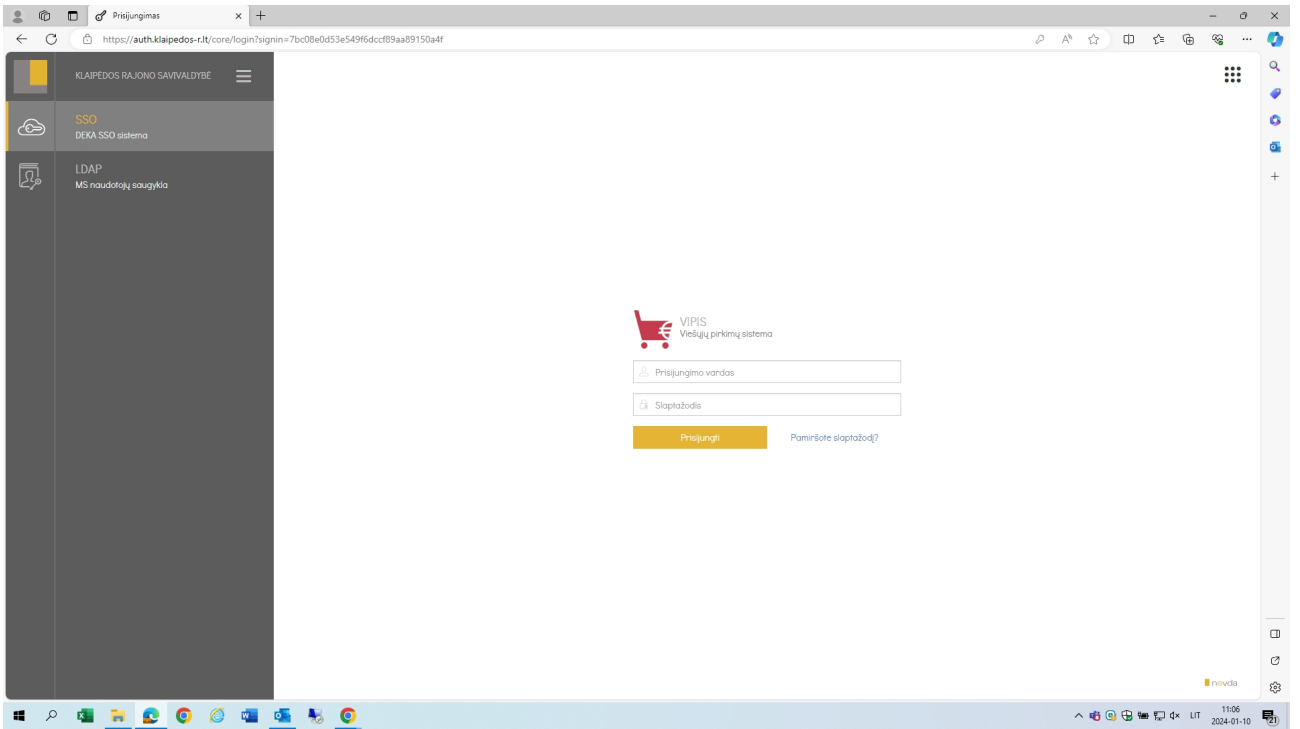 Prisijungimas
https://auth.klaipedos-r.lt/core/login?signin=7bc08e0d53e549f6dccf89aa89150a4f
KLAIPĖDOS RAJONO SAVIVALDYBĖ
SSO
DEKA SSO sistema
LDAP
MS naudotojų saugykla
VIPIS
Viešųjų pirkimų sistema
Prisijungimo vardas
Slaptažodis
Prisijungti
Pamiršote slaptažodį?
nevda
LIT
11:06
2024-01-10
21